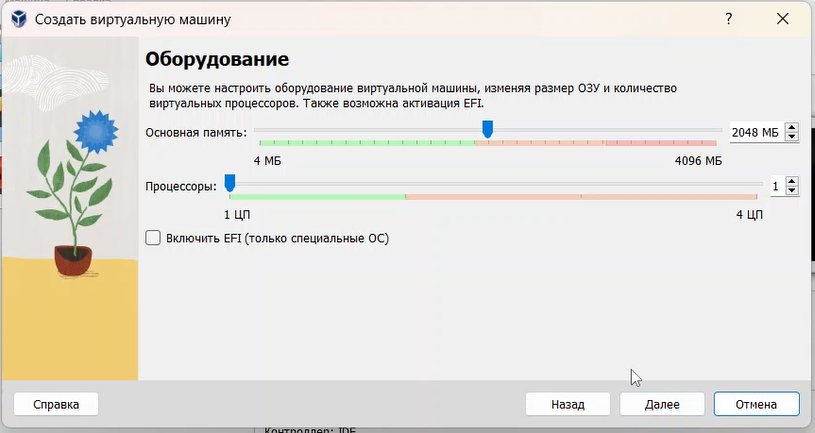 Создать виртуальную машину
?
Оборудование
Вы можете настроить оборудование виртуальной машины, изменяя размер ОЗУ и количество
виртуальных процессоров. Также возможна активация EFI.
Основная память:
2048 МБ
4 МБ
4096 МБ
Процессоры:
1
1 ЦП
4 ЦП
Включить EFI (только специальные ОС)
Справка
Назад
Далее
Отмена
Контроллер: IDE